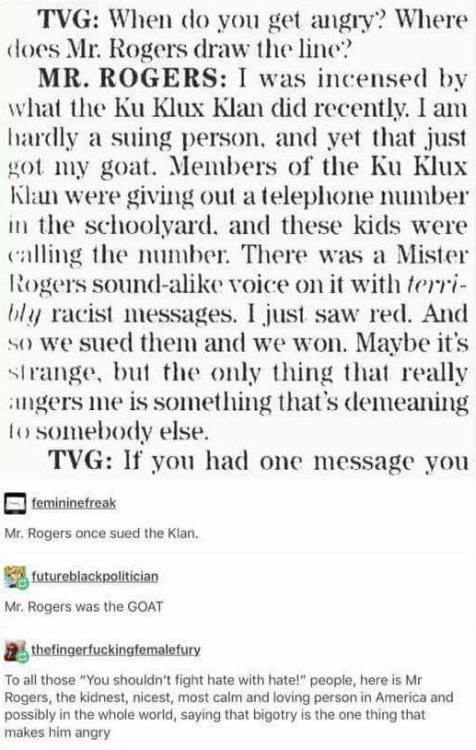 TVG: When do you get angry? Where
does Mr. Rogers draw the line?
MR. ROGERS: I was incensed by
what the Ku Klux Klan did recently. I am
hardly a suing person, and yet that just
got my goat. Members of the Ku Klux
Klan were giving out a telephone number
in the schoolyard, and these kids were
calling the number. There was a Mister
Rogers sound-alike voice on it with terri-
bly racist messages. I just saw red. And
so we sued them and we won. Maybe it's
strange, but the only thing that really
angers me is something that's demeaning
to somebody else.
TVG: If you had one message you
femininefreak
Mr. Rogers once sued the Klan.
futureblackpolitician
Mr. Rogers was the GOAT
thefingerfuckingfemalefury
To all those "You shouldn't fight hate with hate!" people, here is Mr
Rogers, the kidnest, nicest, most calm and loving person in America and
possibly in the whole world, saying that bigotry is the one thing that
makes him angry